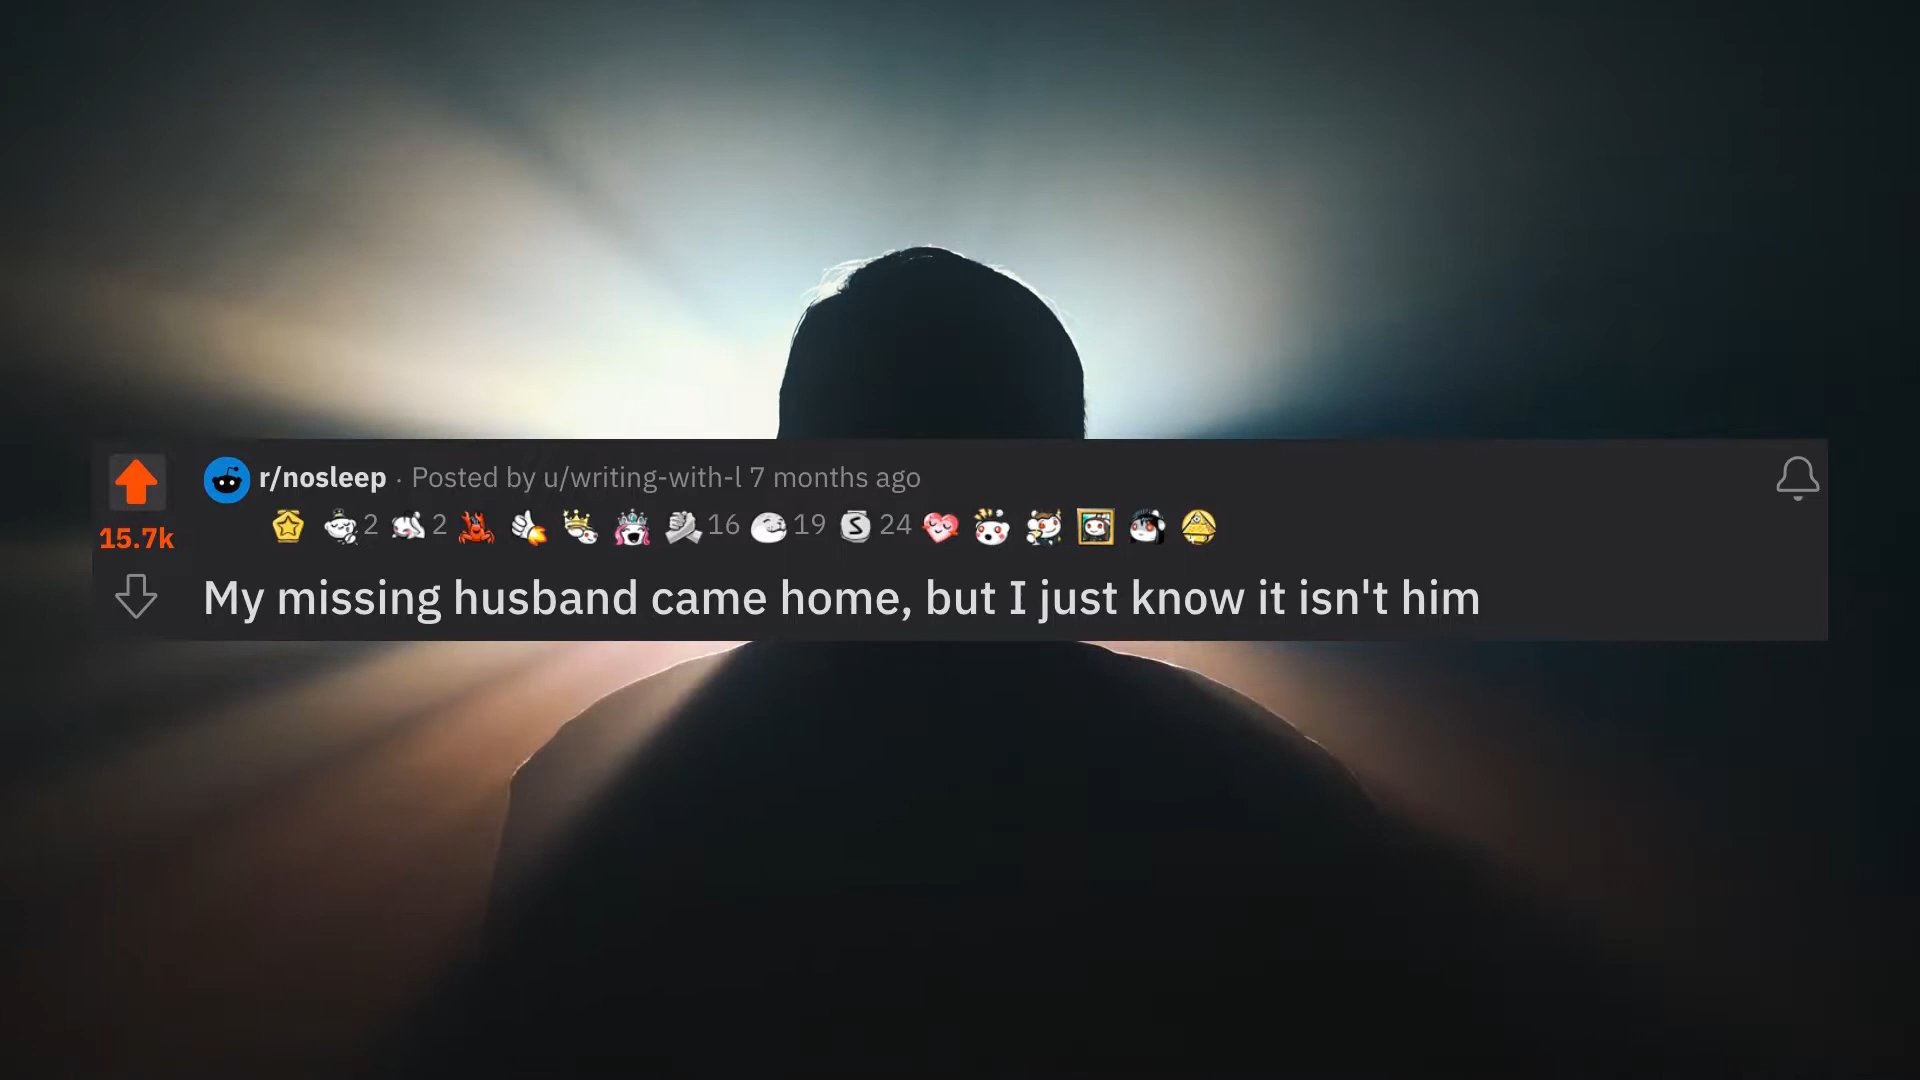 r/nosleep · Posted by u/writing-with-l 7 months ago
2 2 16 19 S 24
15.7k
My missing husband came home, but I just know it isn't him